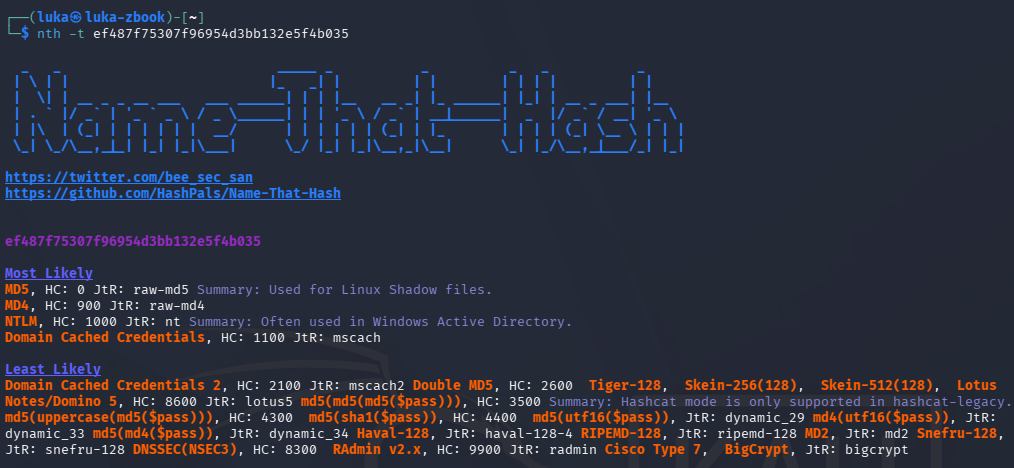 ┌──(luka㉿luka-zbook)-[~]
└─$ nth -t ef487f75307f96954d3bb132e5f4b035
Name-That-Hash
https://twitter.com/bee_sec_san
https://github.com/HashPals/Name-That-Hash
ef487f75307f96954d3bb132e5f4b035
Most Likely
MD5, HC: 0 JtR: raw-md5 Summary: Used for Linux Shadow files.
MD4, HC: 900 JtR: raw-md4
NTLM, HC: 1000 JtR: nt Summary: Often used in Windows Active Directory.
Domain Cached Credentials, HC: 1100 JtR: mscach
Least Likely
Domain Cached Credentials 2, HC: 2100 JtR: mscach2 Double MD5, HC: 2600  Tiger-128,  Skein-256(128),  Skein-512(128),  Lotus
Notes/Domino 5, HC: 8600 JtR: lotus5 md5(md5(md5($pass))), HC: 3500 Summary: Hashcat mode is only supported in hashcat-legacy.
md5(uppercase(md5($pass))), HC: 4300  md5(sha1($pass)), HC: 4400  md5(utf16($pass)), JtR: dynamic_29 md4(utf16($pass)), JtR:
dynamic_33 md5(md4($pass)), JtR: dynamic_34 Haval-128, JtR: haval-128-4 RIPEMD-128, JtR: ripemd-128 MD2, JtR: md2 Snefru-128,
JtR: snefru-128 DNSSEC(NSEC3), HC: 8300  RAdmin v2.x, HC: 9900 JtR: radmin Cisco Type 7,  BigCrypt, JtR: bigcrypt